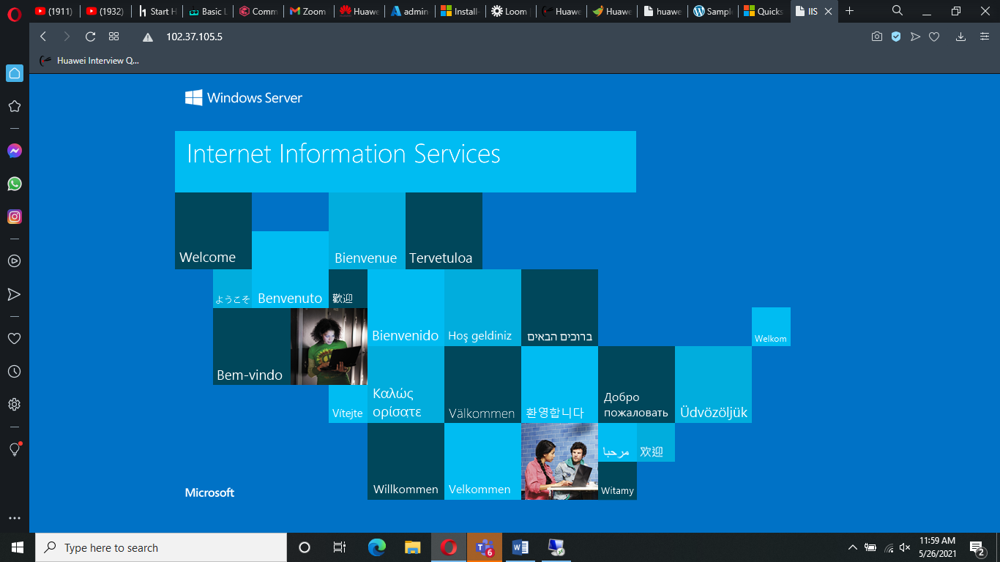 (1911)
(1932)
Start H
Basic L
Comm
Zoom
Huawe
admin
Install-
Loom
Huawe
Huawe
huawe
Sample
Quicks
IIS
102.37.105.5
Huawei Interview Q...
Windows Server
Internet Information Services
Welcome
Bienvenue
Tervetuloa
ようこそ
Benvenuto
歡迎
Bienvenido
Hoş geldiniz
ברוכים הבאים
Welkom
Bem-vindo
Vítejte
Καλώς
ορίσατε
Välkommen
환영합니다
Добро
пожаловать
Üdvözöljük
مرحبا
欢迎
Willkommen
Velkommen
Witamy
Microsoft
Type here to search
6
11:59 AM
5/26/2021
2